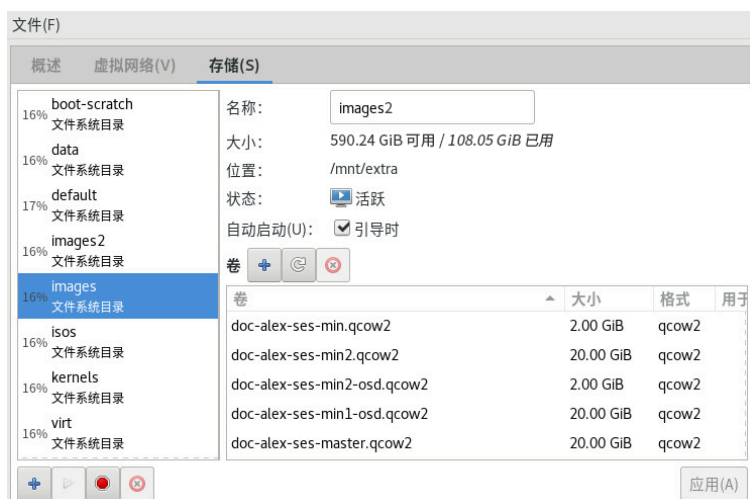 文件(F)
概述 虚拟网络(V) 存储(S)
16% boot-scratch
文件系统目录
16% data
文件系统目录
17% default
文件系统目录
16% images2
文件系统目录
16% images
文件系统目录
16% isos
文件系统目录
16% kernels
文件系统目录
16% virt
文件系统目录
名称: images2
大小: 590.24 GiB 可用 / 108.05 GiB 已用
位置: /mnt/extra
状态: 活跃
自动启动(U): 引导时
卷
卷 大小 格式 用于
doc-alex-ses-min.qcow2 2.00 GiB qcow2
doc-alex-ses-min2.qcow2 20.00 GiB qcow2
doc-alex-ses-min2-osd.qcow2 2.00 GiB qcow2
doc-alex-ses-min1-osd.qcow2 20.00 GiB qcow2
doc-alex-ses-master.qcow2 20.00 GiB qcow2
应用(A)